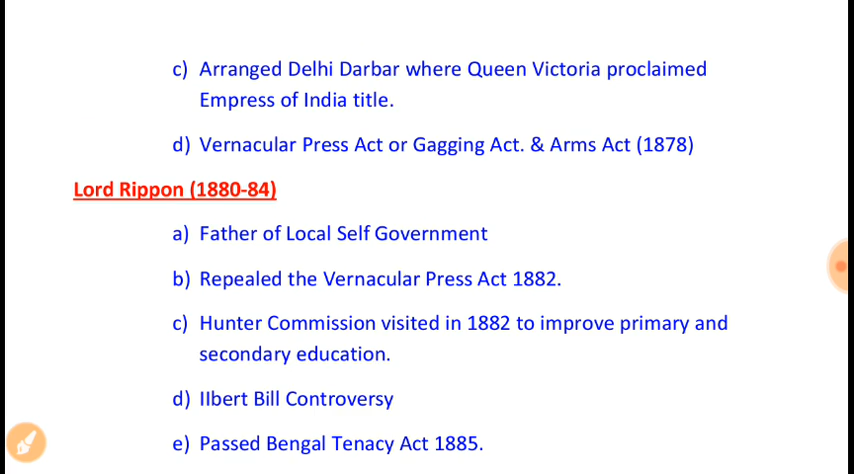 c) Arranged Delhi Darbar where Queen Victoria proclaimed
Empress of India title.
d) Vernacular Press Act or Gagging Act. & Arms Act (1878)
Lord Rippon (1880-84)
a) Father of Local Self Government
b) Repealed the Vernacular Press Act 1882.
c) Hunter Commission visited in 1882 to improve primary and
secondary education.
d) IIbert Bill Controversy
e) Passed Bengal Tenacy Act 1885.